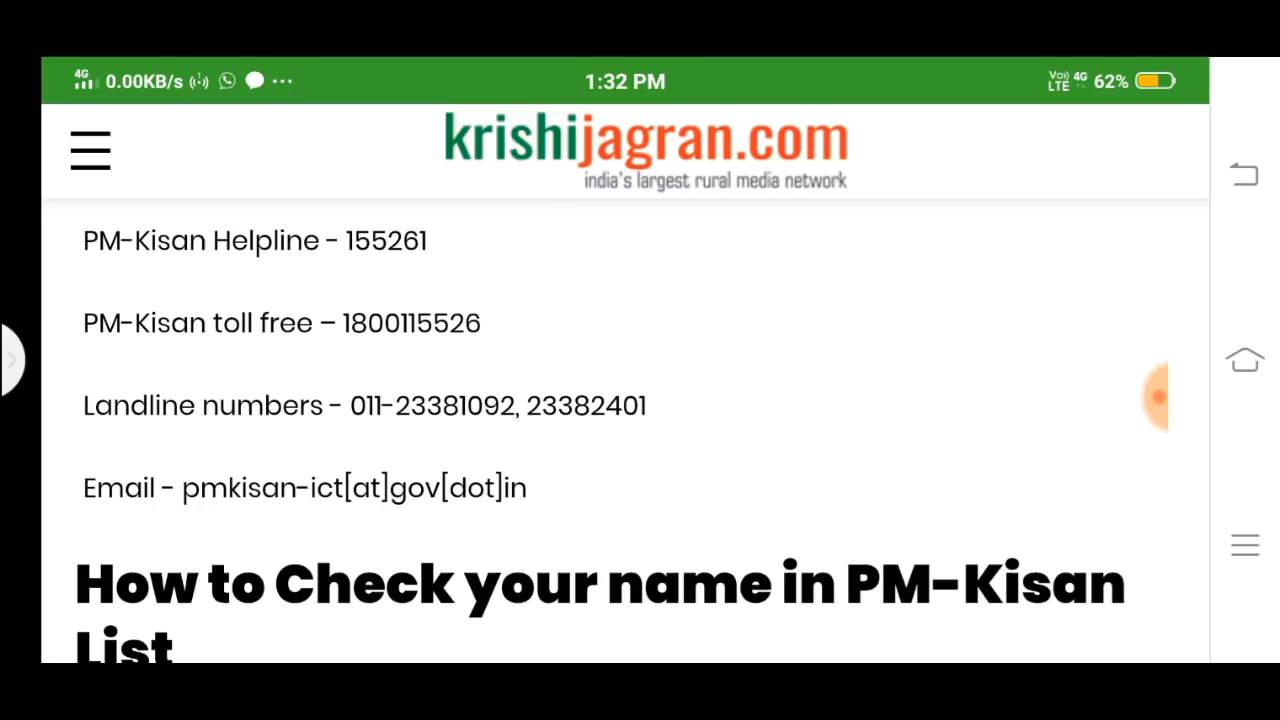 4G 0.00KB/s ... 1:32 PM Vo) LTE 4G 62%
krishijagran.com
india's largest rural media network
PM-Kisan Helpline - 155261
PM-Kisan toll free – 1800115526
Landline numbers - 011-23381092, 23382401
Email - pmkisan-ict[at]gov[dot]in
How to Check your name in PM-Kisan
List